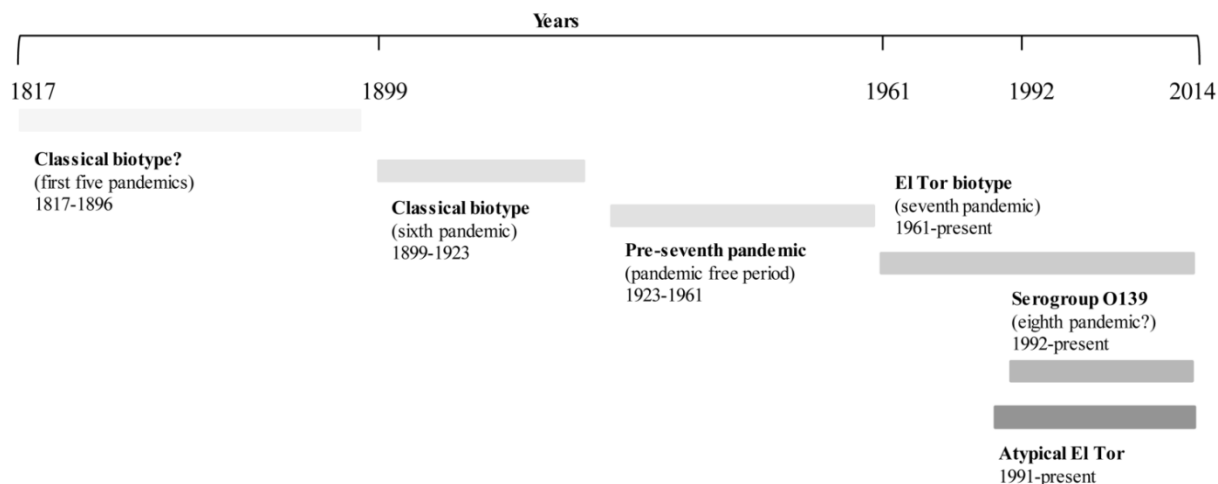 Years
1817 1899 1961 1992 2014
Classical biotype?
(first five pandemics)
1817-1896
Classical biotype
(sixth pandemic)
1899-1923
Pre-seventh pandemic
(pandemic free period)
1923-1961
El Tor biotype
(seventh pandemic)
1961-present
Serogroup O139
(eighth pandemic?)
1992-present
Atypical El Tor
1991-present